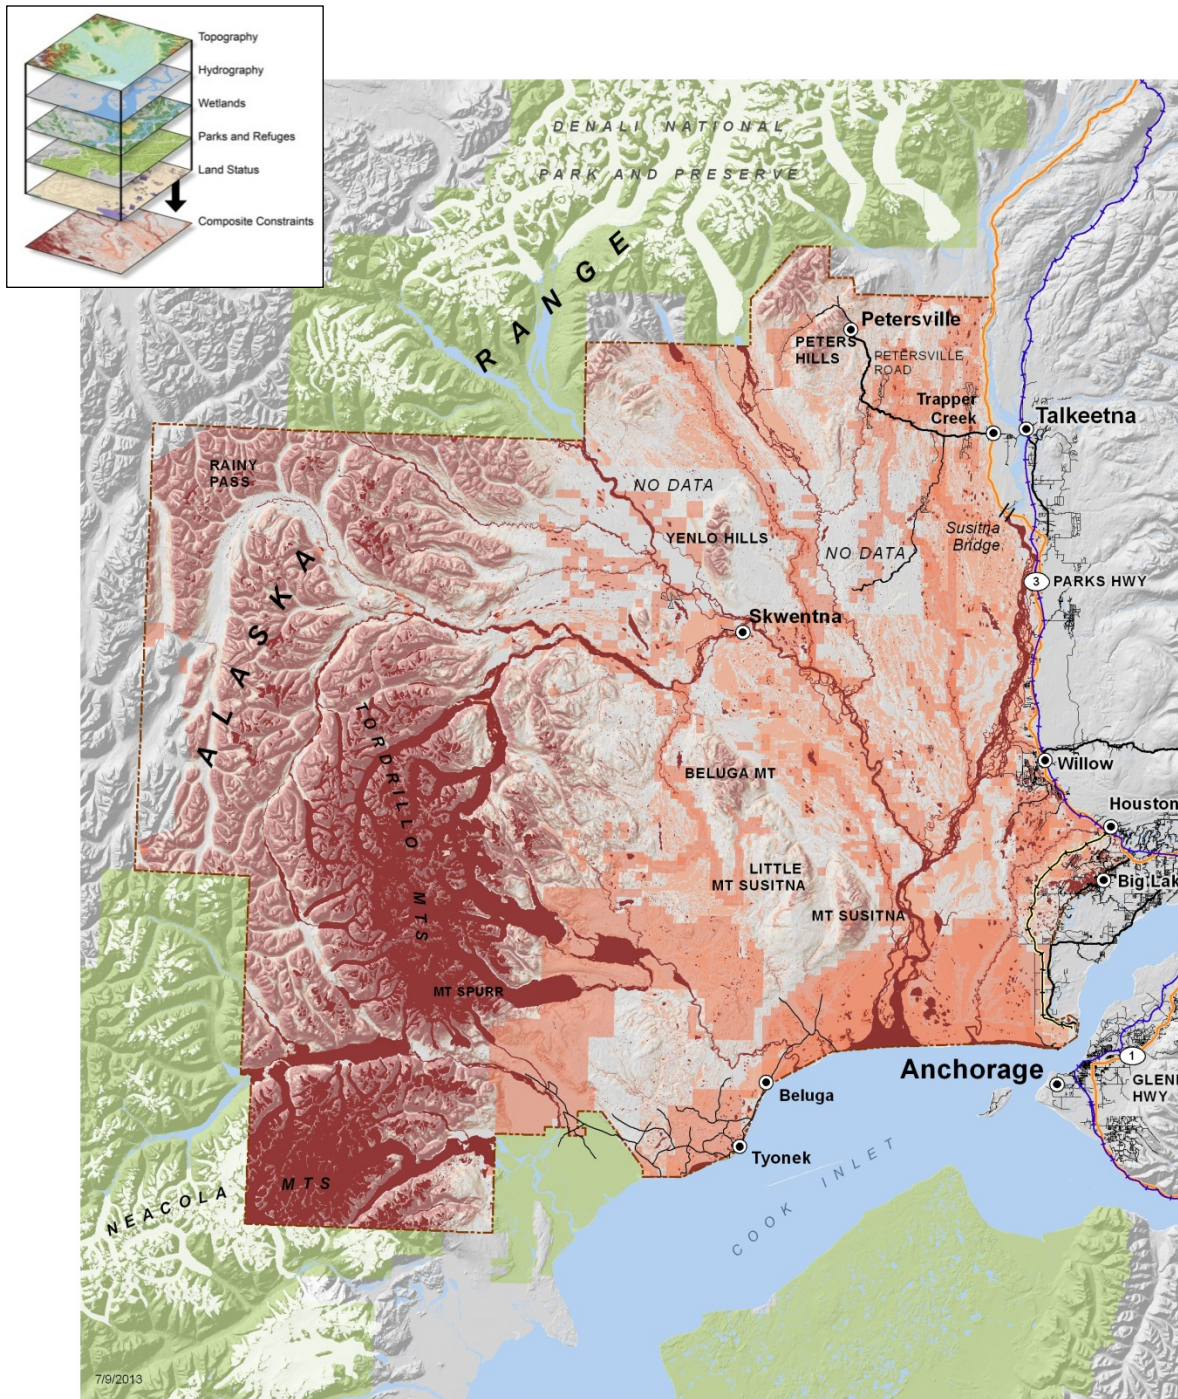 Topography
Hydrography
Wetlands
Parks and Refuges
Land Status
Composite Constraints
DENALI NATIONAL
PARK AND PRESERVE
RANGE
Petersville
PETERS
HILLS
PETERSVILLE
ROAD
Trapper
Creek
Talkeetna
RAINY
PASS
NO DATA
YENLO HILLS
NO DATA
Susitna
Bridge
3
PARKS HWY
ALASKA
Skwentna
TORDRILLO MTS
BELUGA MT
Willow
Houston
LITTLE
MT SUSITNA
Big Lak
MT SUSITNA
MT SPURR
Anchorage
1
GLENN
HWY
Beluga
Tyonek
COOK INLET
NEACOLA
MTS
7/9/2013